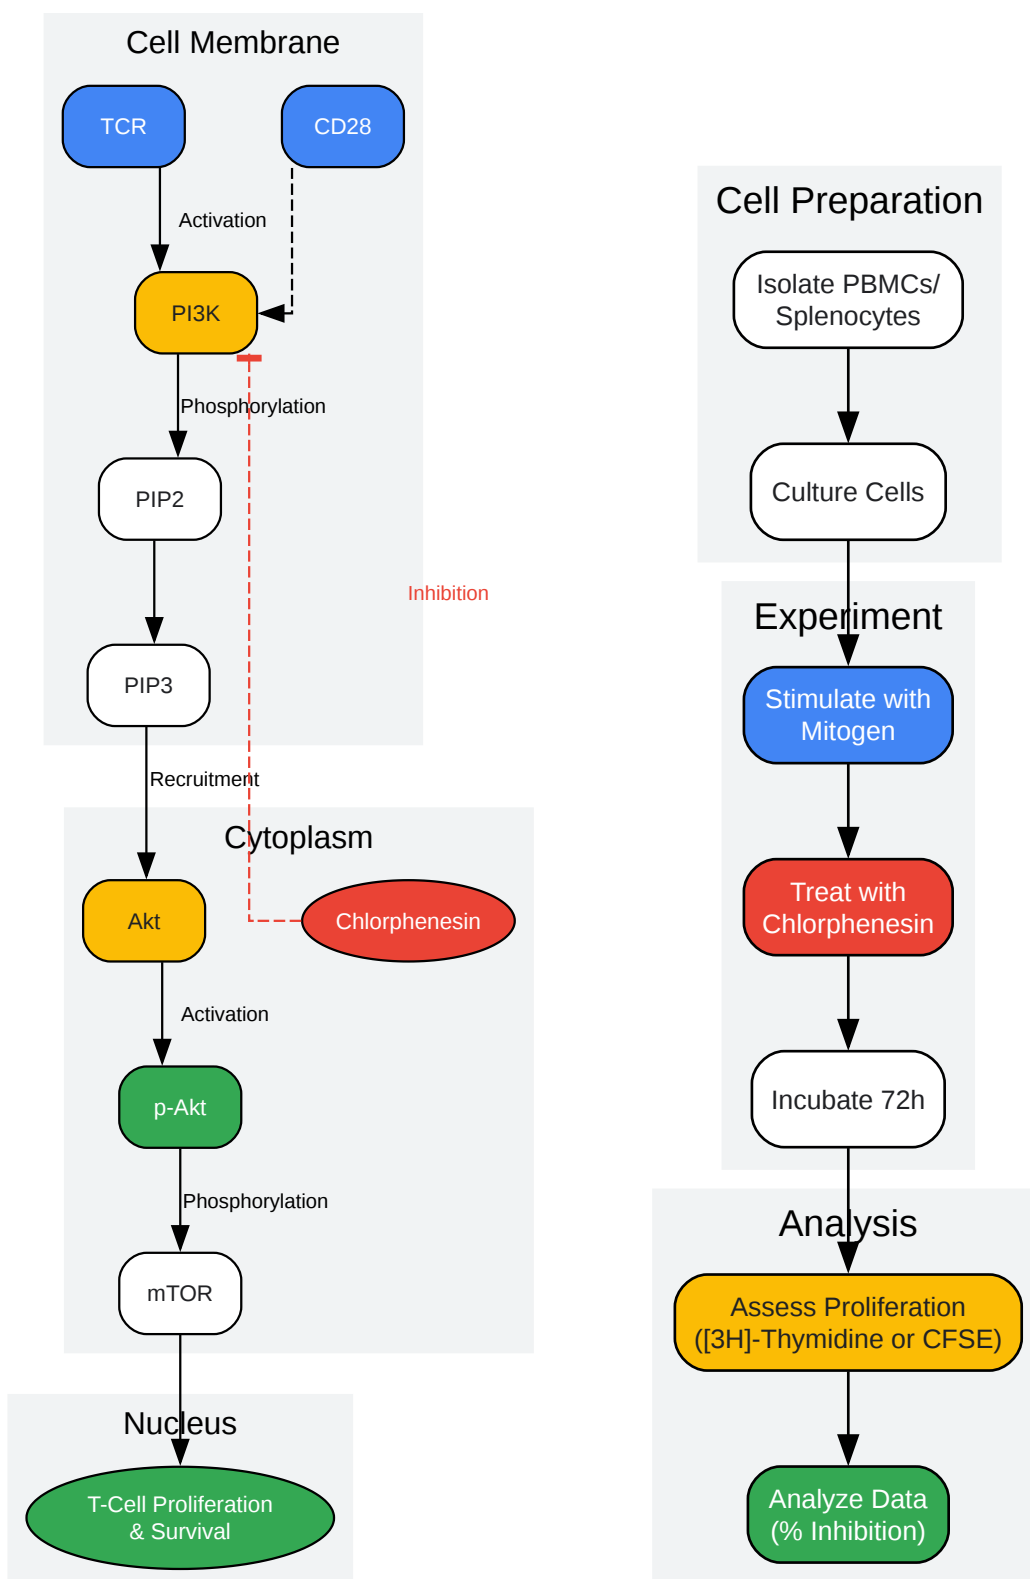 Cell Membrane
TCR
CD28
Activation
PI3K
Phosphorylation
PIP2
Inhibition
PIP3
Recruitment
Cytoplasm
Akt
Chlorphenesin
Activation
p-Akt
Phosphorylation
mTOR
Nucleus
T-Cell Proliferation
& Survival
Cell Preparation
Isolate PBMCs/
Splenocytes
Culture Cells
Experiment
Stimulate with
Mitogen
Treat with
Chlorphenesin
Incubate 72h
Analysis
Assess Proliferation
([3H]-Thymidine or CFSE)
Analyze Data
(% Inhibition)